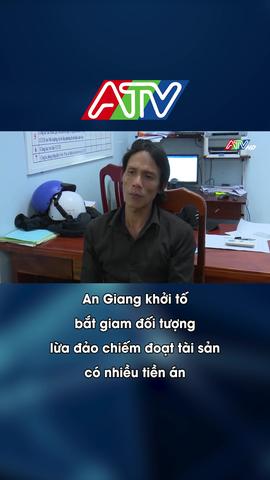 ATV
ATV HD
An Giang khởi tố
bắt giam đối tượng
lừa đảo chiếm đoạt tài sản
có nhiều tiền án